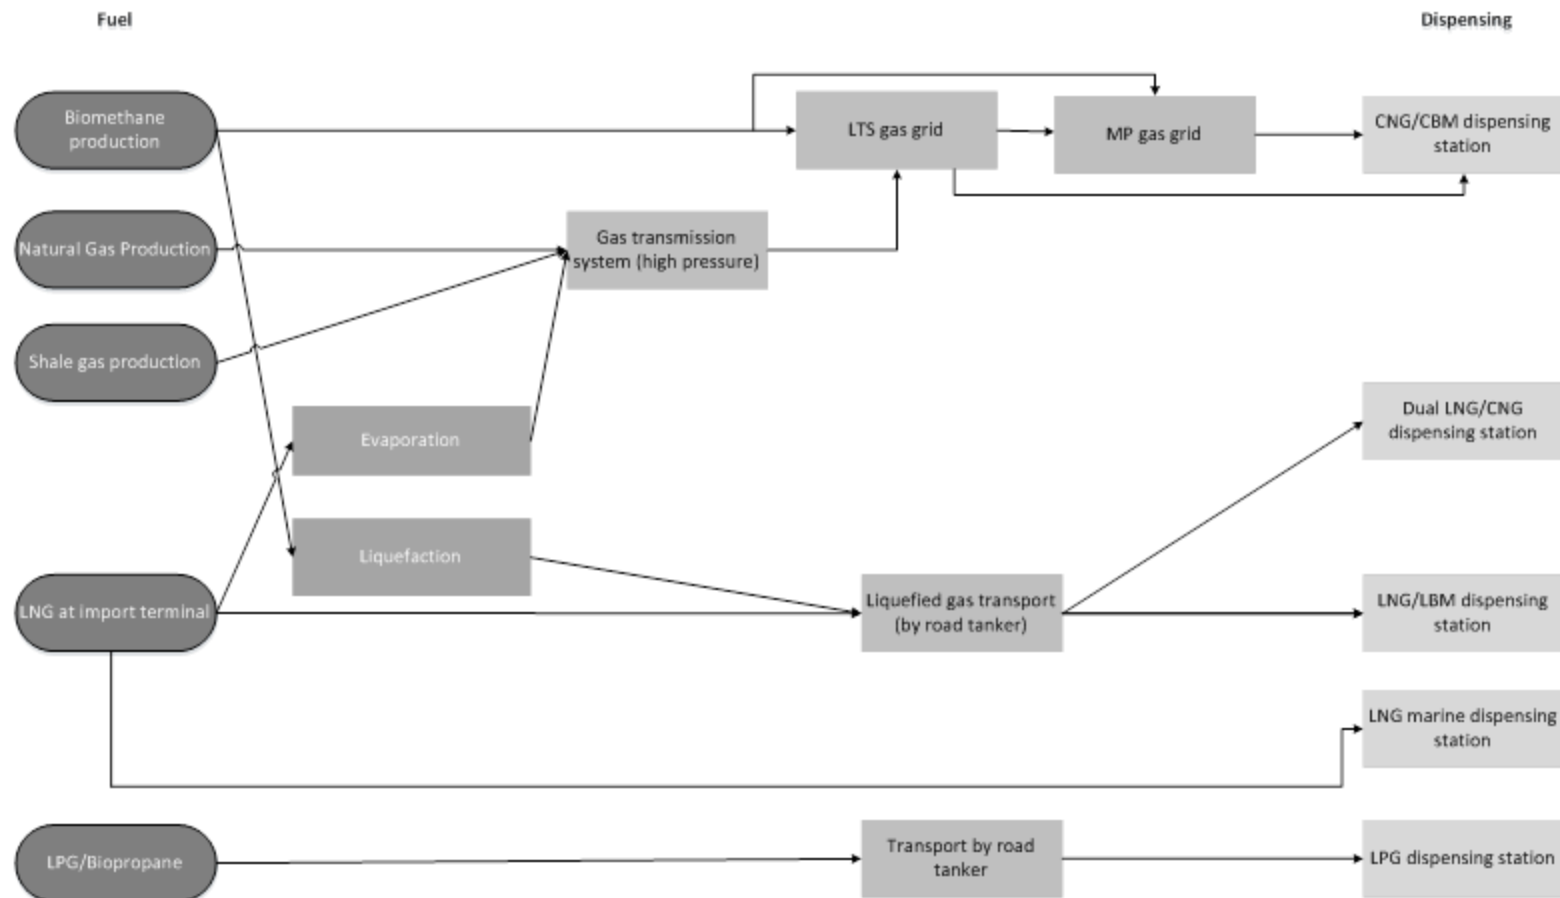 Fuel
Dispensing
Biomethane
production
LTS gas grid
MP gas grid
CNG/CBM dispensing
station
Natural Gas Production
Gas transmission
system (high pressure)
Shale gas production
Evaporation
Dual LNG/CNG
dispensing station
Liquefaction
LNG at import terminal
Liquefied gas transport
(by road tanker)
LNG/LBM dispensing
station
LNG marine dispensing
station
LPG/Biopropane
Transport by road
tanker
LPG dispensing station